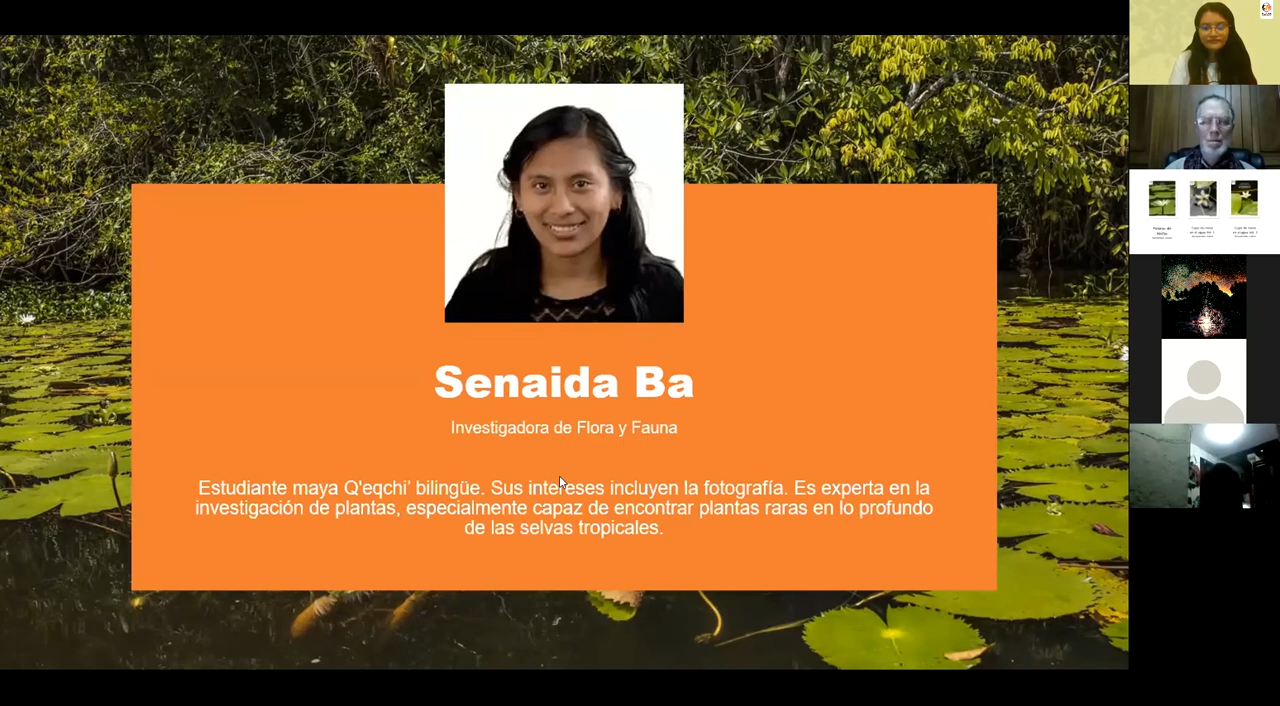 Senaida Ba
Investigadora de Flora y Fauna
Estudiante maya Q'eqchi' bilingüe. Sus intereses incluyen la fotografía. Es experta en la
investigación de plantas, especialmente capaz de encontrar plantas raras en lo profundo
de las selvas tropicales.